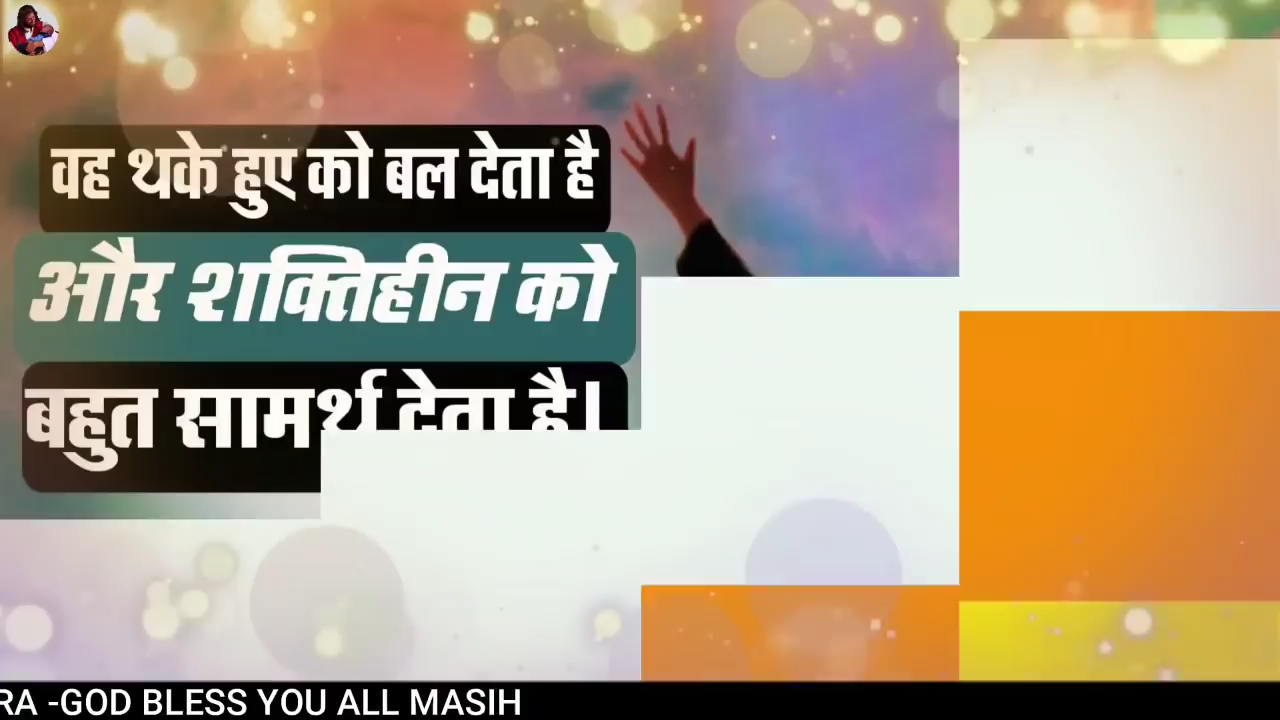 वह थके हुए को बल देता है
और शक्तिहीन को
बहुत सामर्थ देता है।
RA -GOD BLESS YOU ALL MASIH